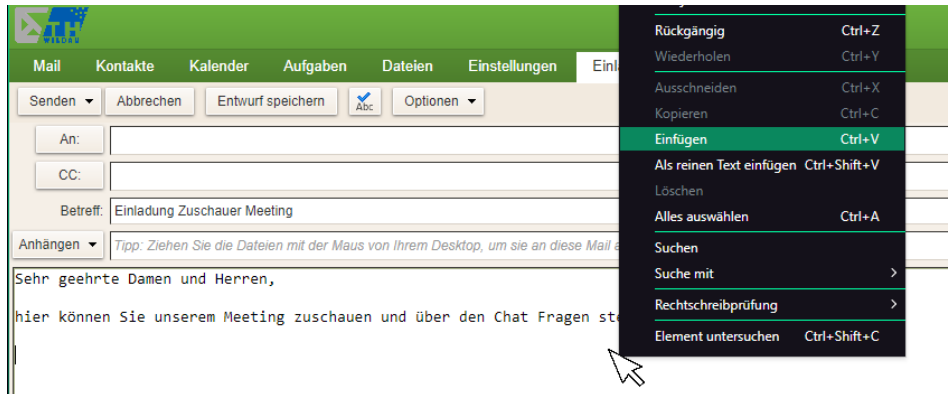 TH
WILDAU
Mail Kontakte Kalender Aufgaben Dateien Einstellungen
Senden Abbrechen Entwurf speichern Abc Optionen
An:
CC:
Betreff: Einladung Zuschauer Meeting
Anhängen Tipp: Ziehen Sie die Dateien mit der Maus von Ihrem Desktop, um sie an diese Mail
Sehr geehrte Damen und Herren,
hier können Sie unserem Meeting zuschauen und über den Chat Fragen
Rückgängig Ctrl+Z
Wiederholen Ctrl+Y
Ausschneiden Ctrl+X
Kopieren Ctrl+C
Einfügen Ctrl+V
Als reinen Text einfügen Ctrl+Shift+V
Löschen
Alles auswählen Ctrl+A
Suchen
Suche mit
Rechtschreibprüfung
Element untersuchen Ctrl+Shift+C